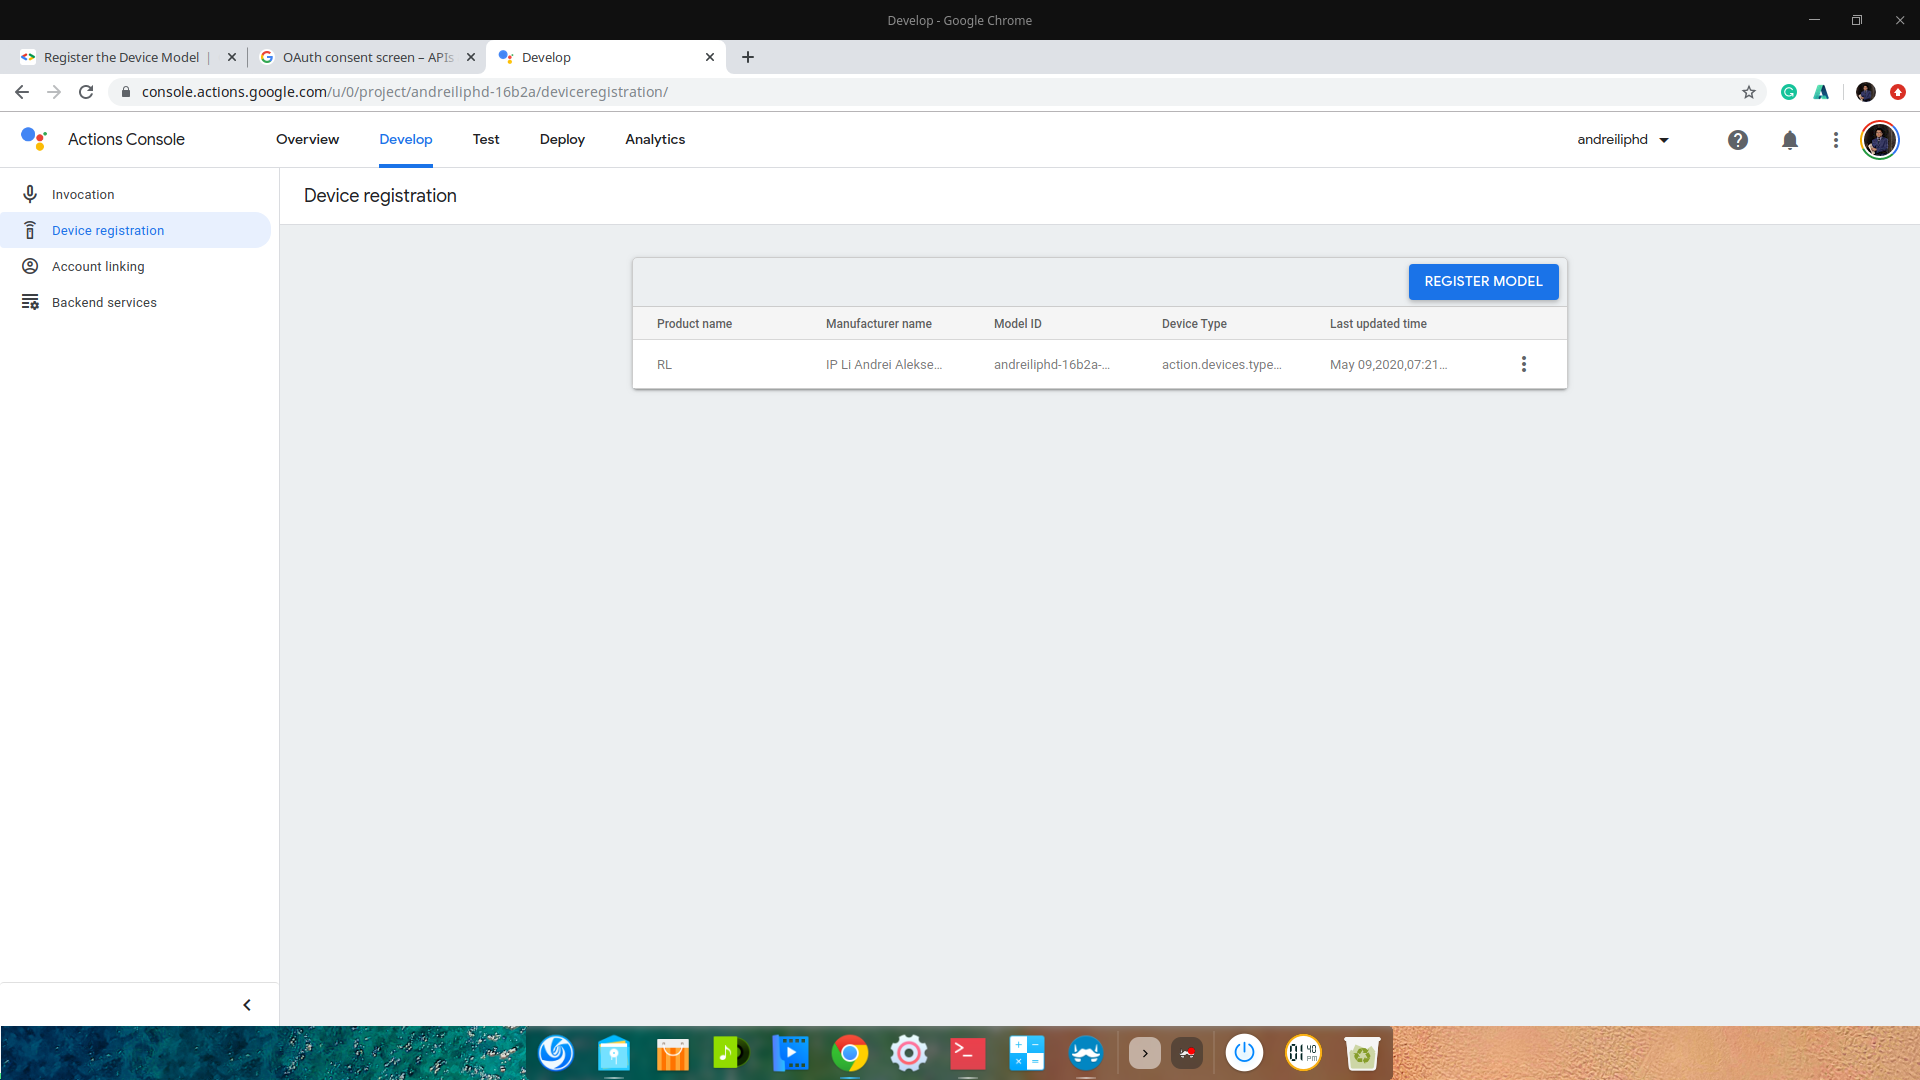 Develop - Google Chrome
Register the Device Model |
OAuth consent screen – APIs
Develop
console.actions.google.com/u/0/project/andreiliphd-16b2a/deviceregistration/
Actions Console
Overview
Develop
Test
Deploy
Analytics
andreiliphd
Invocation
Device registration
Account linking
Backend services
Device registration
REGISTER MODEL
Product name
Manufacturer name
Model ID
Device Type
Last updated time
RL
IP Li Andrei Alekse...
andreiliphd-16b2a-...
action.devices.type...
May 09,2020,07:21...
01 40 PM